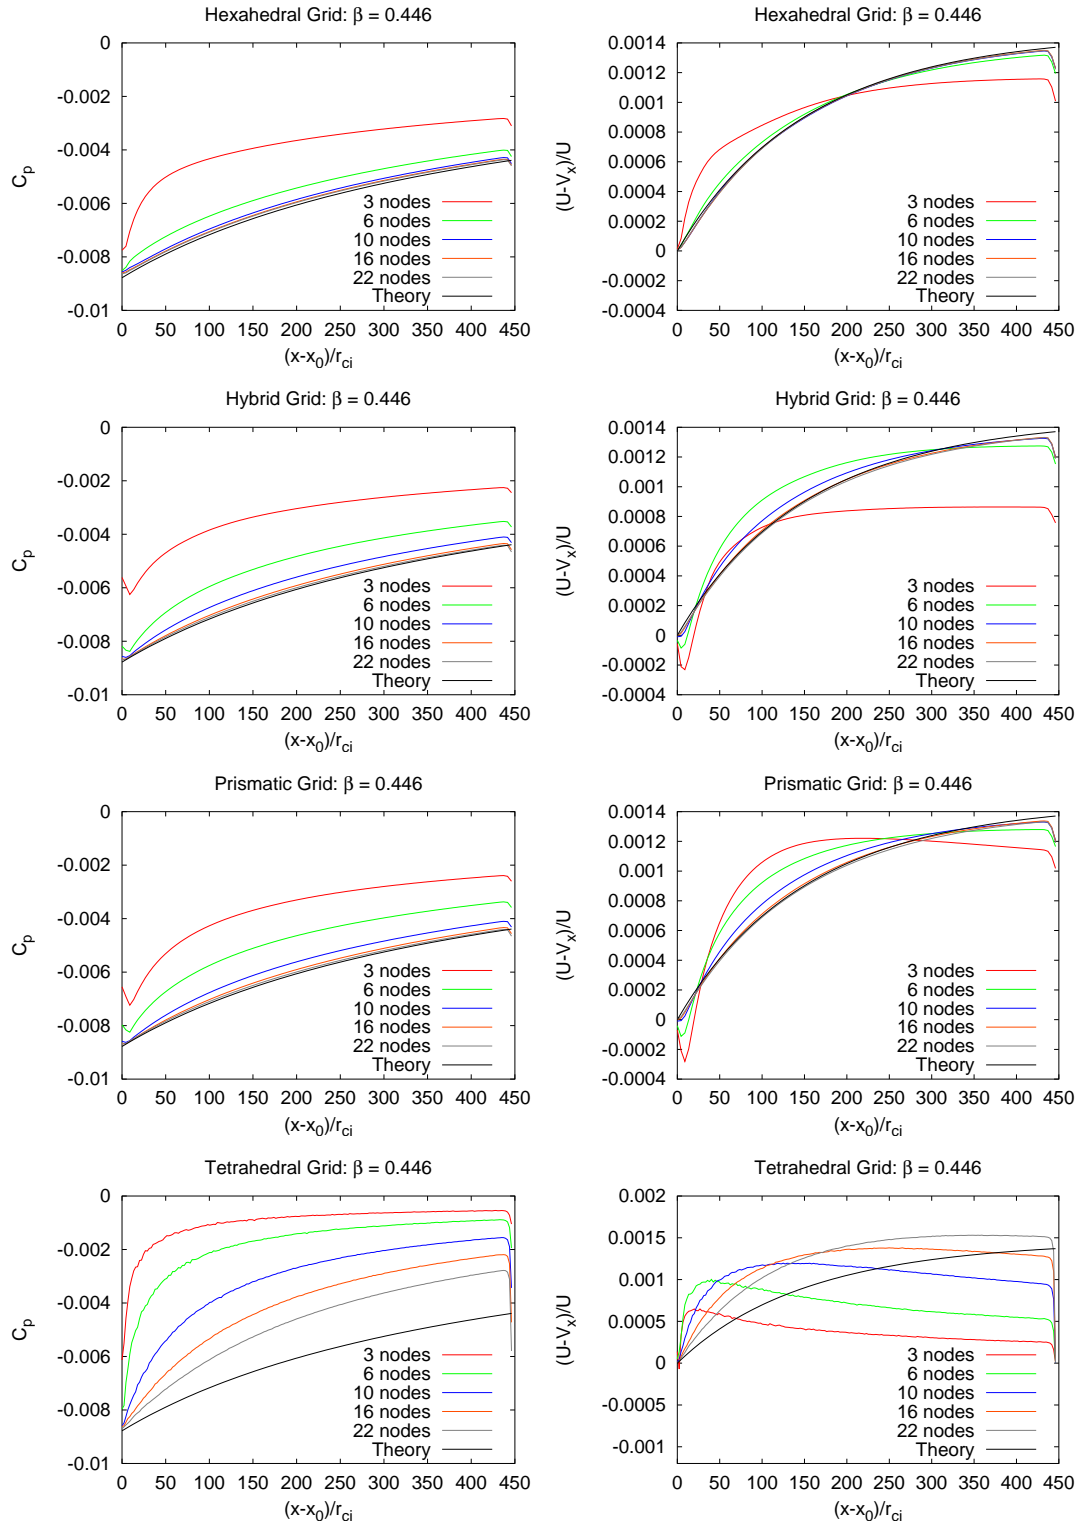 Hexahedral Grid: β = 0.446
0
-0.002
-0.004
-0.006
-0.008
-0.01
C_p
3 nodes
6 nodes
10 nodes
16 nodes
22 nodes
Theory
0 50 100 150 200 250 300 350 400 450
(x-x_0)/r_ci
Hexahedral Grid: β = 0.446
0.0014
0.0012
0.001
0.0008
0.0006
0.0004
0.0002
0
-0.0002
-0.0004
(U-V_x)/U
3 nodes
6 nodes
10 nodes
16 nodes
22 nodes
Theory
0 50 100 150 200 250 300 350 400 450
(x-x_0)/r_ci
Hybrid Grid: β = 0.446
0
-0.002
-0.004
-0.006
-0.008
-0.01
C_p
3 nodes
6 nodes
10 nodes
16 nodes
22 nodes
Theory
0 50 100 150 200 250 300 350 400 450
(x-x_0)/r_ci
Hybrid Grid: β = 0.446
0.0014
0.0012
0.001
0.0008
0.0006
0.0004
0.0002
0
-0.0002
-0.0004
(U-V_x)/U
3 nodes
6 nodes
10 nodes
16 nodes
22 nodes
Theory
0 50 100 150 200 250 300 350 400 450
(x-x_0)/r_ci
Prismatic Grid: β = 0.446
0
-0.002
-0.004
-0.006
-0.008
-0.01
C_p
3 nodes
6 nodes
10 nodes
16 nodes
22 nodes
Theory
0 50 100 150 200 250 300 350 400 450
(x-x_0)/r_ci
Prismatic Grid: β = 0.446
0.0014
0.0012
0.001
0.0008
0.0006
0.0004
0.0002
0
-0.0002
-0.0004
(U-V_x)/U
3 nodes
6 nodes
10 nodes
16 nodes
22 nodes
Theory
0 50 100 150 200 250 300 350 400 450
(x-x_0)/r_ci
Tetrahedral Grid: β = 0.446
0
-0.002
-0.004
-0.006
-0.008
-0.01
C_p
3 nodes
6 nodes
10 nodes
16 nodes
22 nodes
Theory
0 50 100 150 200 250 300 350 400 450
(x-x_0)/r_ci
Tetrahedral Grid: β = 0.446
0.002
0.0015
0.001
0.0005
0
-0.0005
-0.001
(U-V_x)/U
3 nodes
6 nodes
10 nodes
16 nodes
22 nodes
Theory
0 50 100 150 200 250 300 350 400 450
(x-x_0)/r_ci